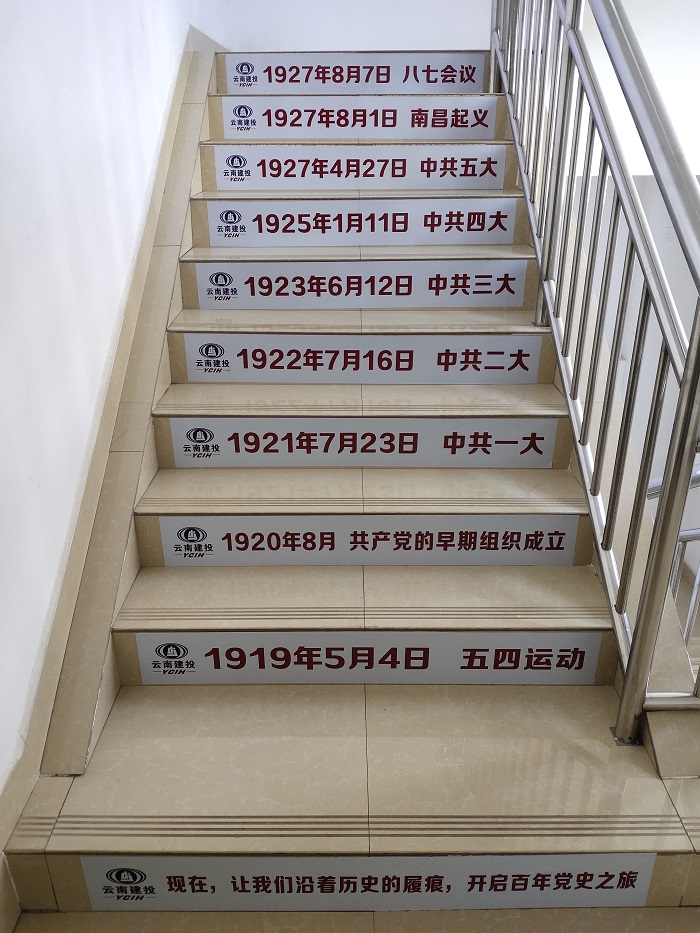 云南建投 YCIH 1927年8月7日 八七会议
云南建投 YCIH 1927年8月1日 南昌起义
云南建投 YCIH 1927年4月27日 中共五大
云南建投 YCIH 1925年1月11日 中共四大
云南建投 YCIH 1923年6月12日 中共三大
云南建投 YCIH 1922年7月16日 中共二大
云南建投 YCIH 1921年7月23日 中共一大
云南建投 YCIH 1920年8月 共产党的早期组织成立
云南建投 YCIH 1919年5月4日 五四运动
云南建投 YCIH 现在，让我们沿着历史的履痕，开启百年党史之旅